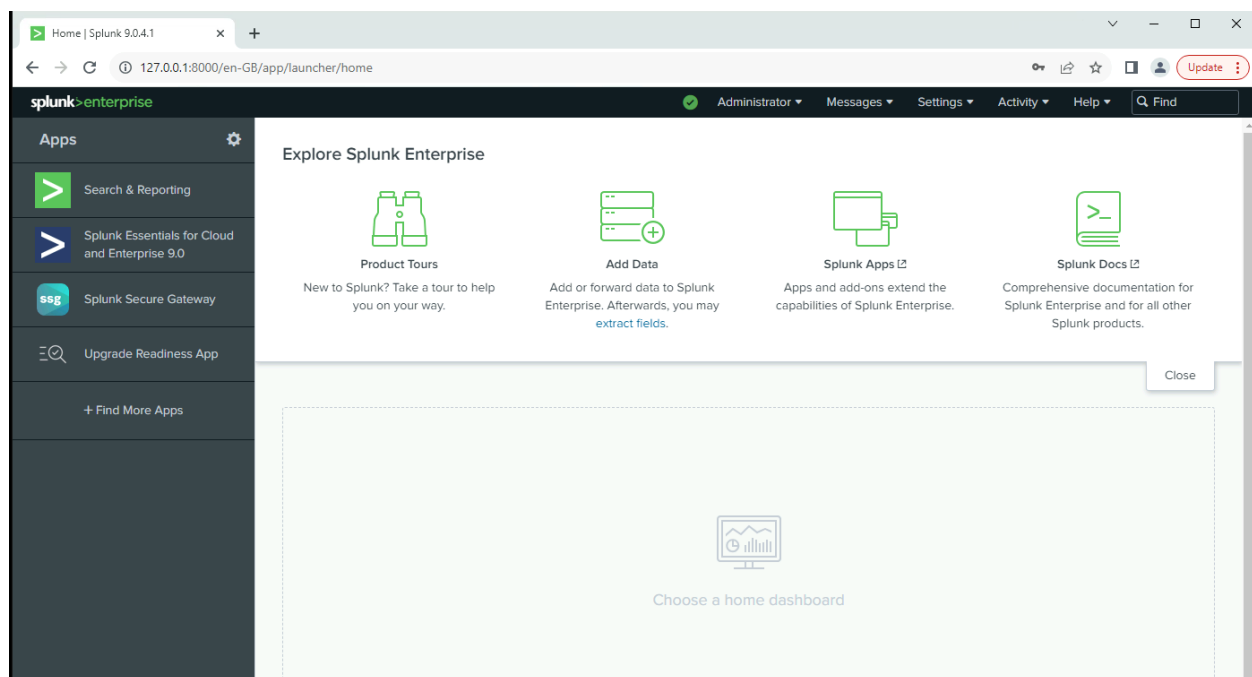 Home | Splunk 9.0.4.1
127.0.0.1:8000/en-GB/app/launcher/home
Update
splunk>enterprise
Administrator
Messages
Settings
Activity
Help
Find
Apps
Search & Reporting
Splunk Essentials for Cloud
and Enterprise 9.0
ssg
Splunk Secure Gateway
Upgrade Readiness App
+ Find More Apps
Explore Splunk Enterprise
Product Tours
New to Splunk? Take a tour to help
you on your way.
Add Data
Add or forward data to Splunk
Enterprise. Afterwards, you may
extract fields.
Splunk Apps
Apps and add-ons extend the
capabilities of Splunk Enterprise.
Splunk Docs
Comprehensive documentation for
Splunk Enterprise and for all other
Splunk products.
Close
Choose a home dashboard